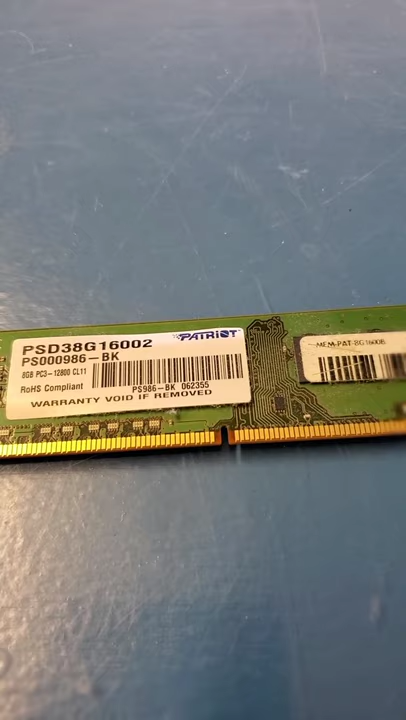 PATRIOT
PSD38G16002
PS000986-BK
8GB PC3-12800 CL11
RoHS Compliant
PS986-BK 062355
WARRANTY VOID IF REMOVED
MEM-PAT-8G1600B